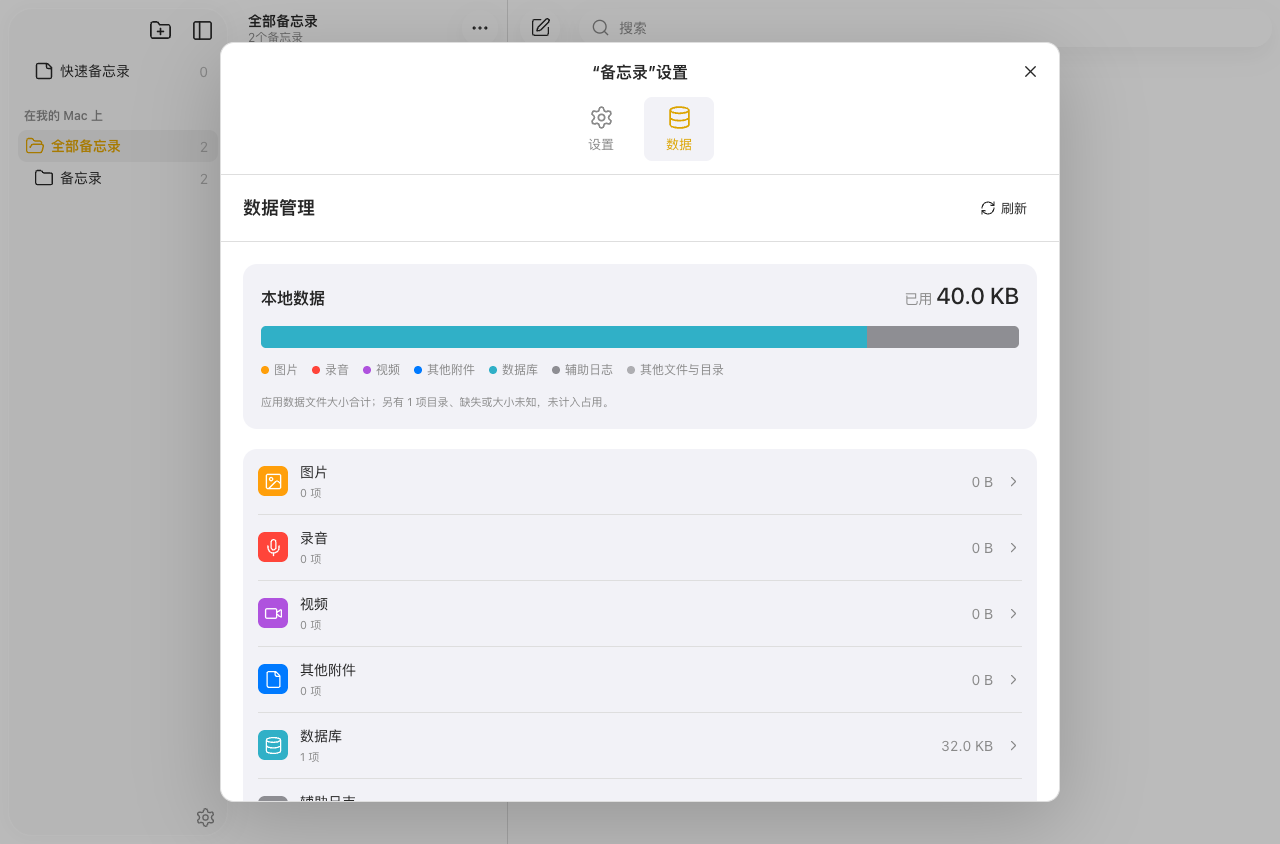 全部备忘录
2个备忘录
搜索
快速备忘录 0
在我的 Mac 上
全部备忘录 2
备忘录 2
“备忘录”设置
设置
数据
数据管理
刷新
本地数据
已用 40.0 KB
图片 录音 视频 其他附件 数据库 辅助日志 其他文件与目录
应用数据文件大小合计；另有 1 项目录、缺失或大小未知，未计入占用。
图片
0 项
0 B
录音
0 项
0 B
视频
0 项
0 B
其他附件
0 项
0 B
数据库
1 项
32.0 KB
辅助日志